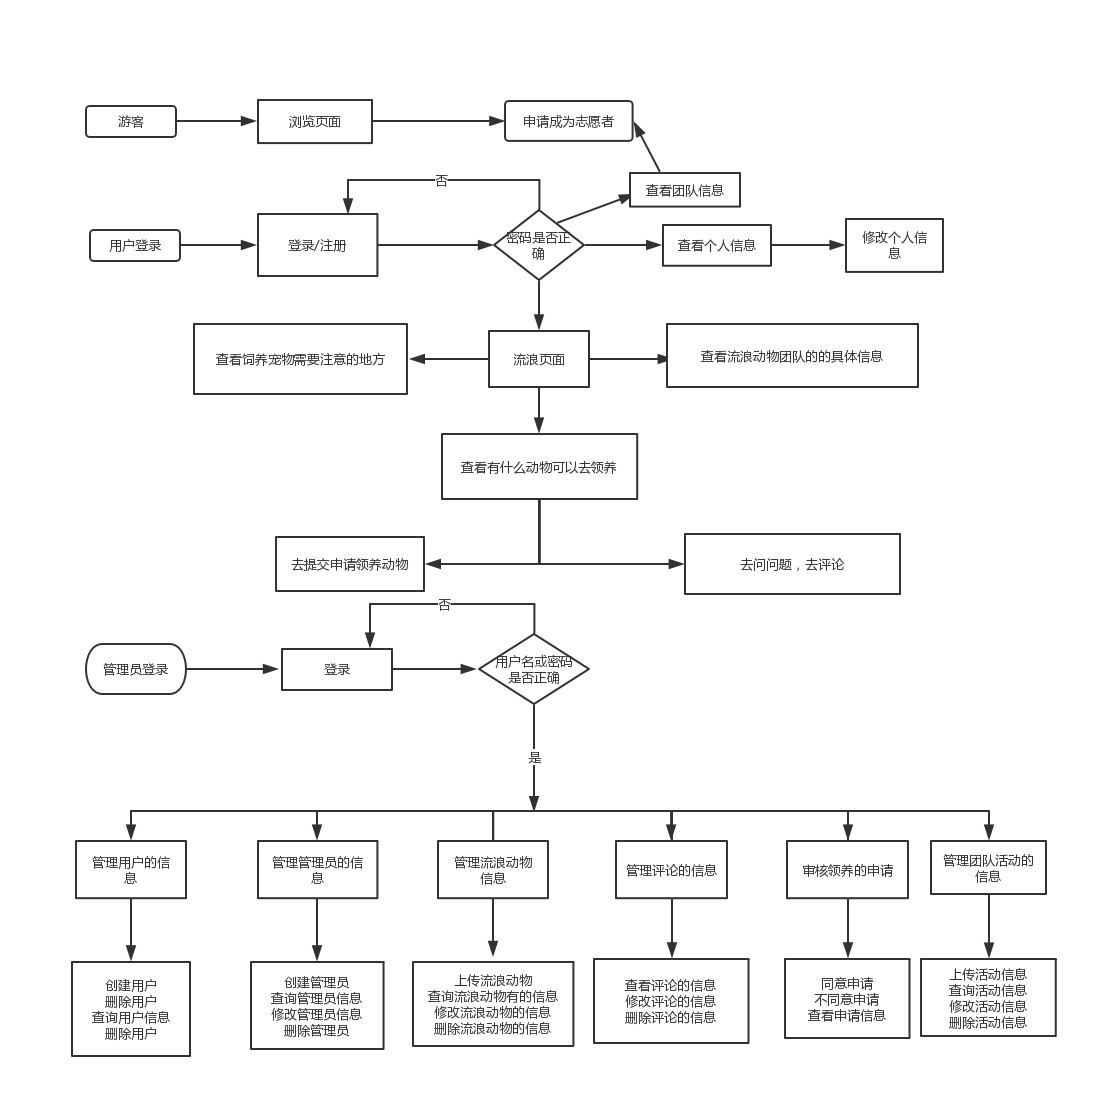 游客
浏览页面
申请成为志愿者
否
查看团队信息
用户登录
登录/注册
密码是否正
确
查看个人信息
修改个人信
息
查看饲养宠物需要注意的地方
流浪页面
查看流浪动物团队的的具体信息
查看有什么动物可以去领养
去提交申请领养动物
去问问题，去评论
否
管理员登录
登录
用户名或密码
是否正确
是
管理用户的信
息
管理管理员的信
息
管理流浪动物
信息
管理评论的信息
审核领养的申请
管理团队活动的
信息
创建用户
删除用户
查询用户信息
删除用户
创建管理员
查询管理员信息
修改管理员信息
删除管理员
上传流浪动物
查询流浪动物有的信息
修改流浪动物的信息
删除流浪动物的信息
查看评论的信息
修改评论的信息
删除评论的信息
同意申请
不同意申请
查看申请信息
上传活动信息
查询活动信息
修改活动信息
删除活动信息